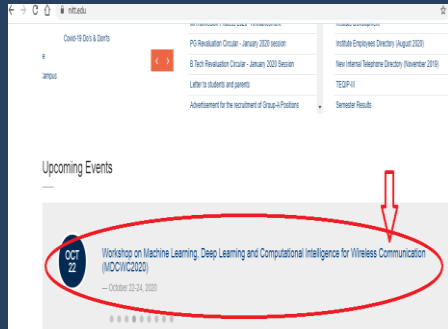 nitt.edu
Covid-19 Do's & Don'ts
PG Revaluation Circular - January 2020 session
B.Tech Revaluation Circular - January 2020 Session
Letter to students and parents
Advertisement for the recruitment of Group-A Positions
Institute Employees Directory (August 2020)
New Internal Telephone Directory (November 2019)
TEQIP-III
Semester Results
Upcoming Events
OCT
22
Workshop on Machine Learning, Deep Learning and Computational Intelligence for Wireless Communication
(MDCWC2020)
— October 22-24, 2020